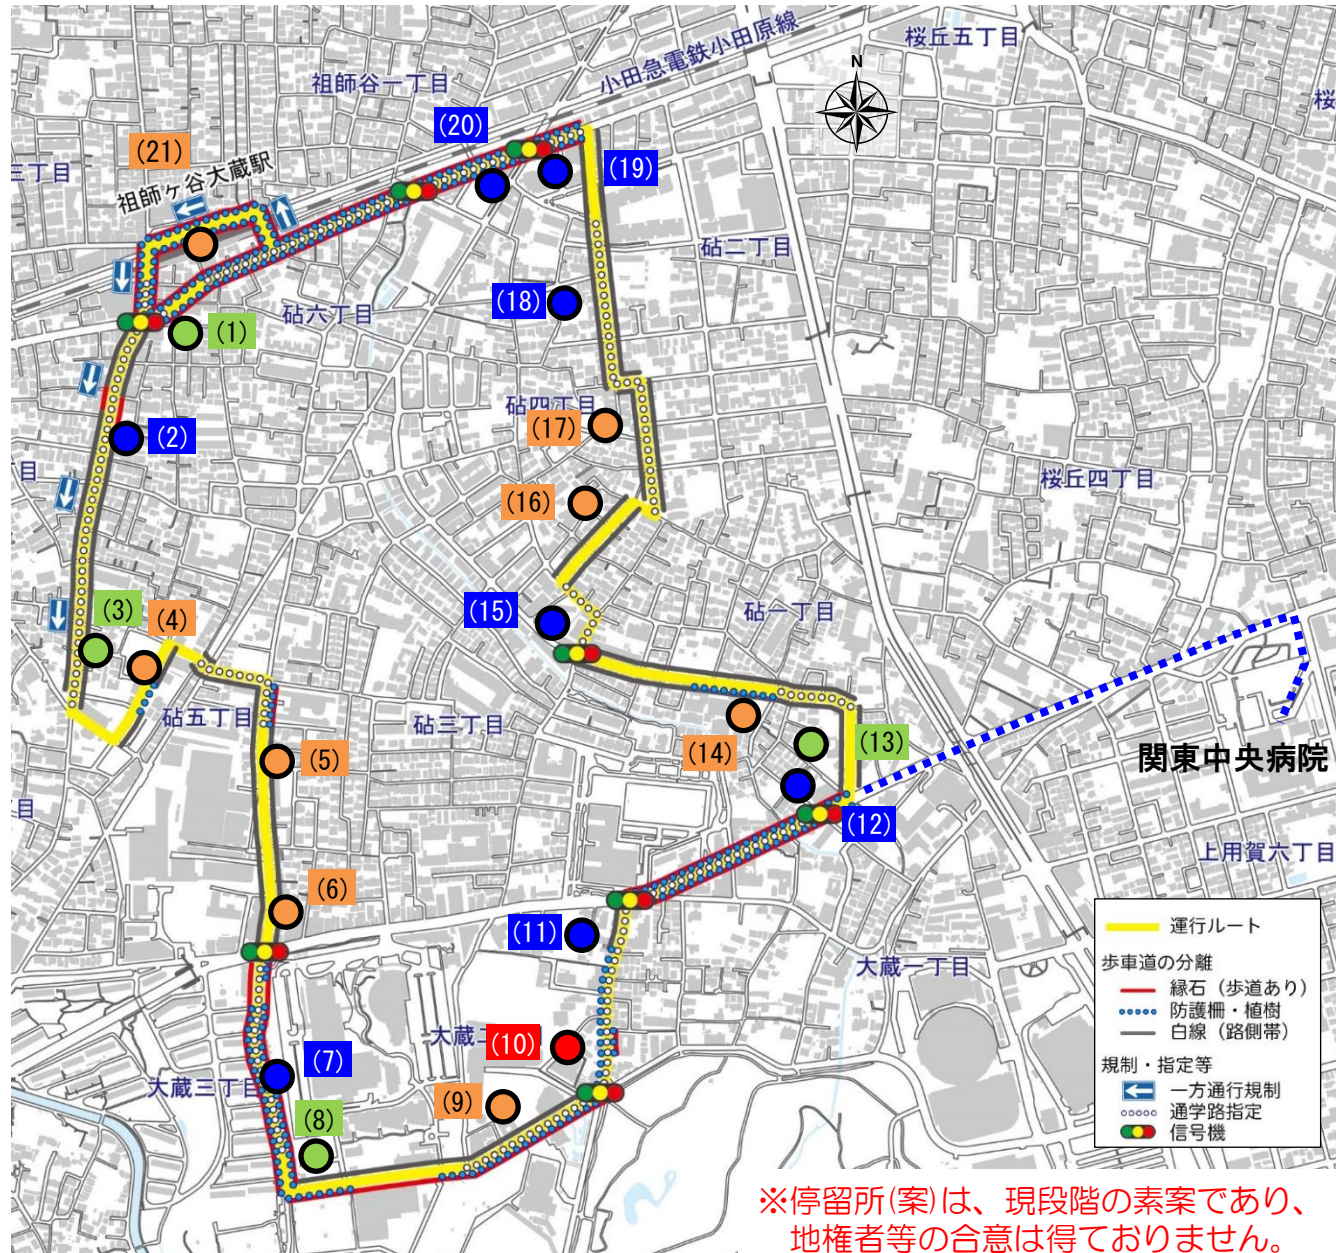 桜丘五丁目
小田急電鉄小田原線
祖師谷一丁目
N
桜
(20)
(21)
三丁目
祖師ヶ谷大蔵駅
(19)
砧二丁目
(18)
砧六丁目
(1)
砧四丁目
(17)
(2)
丁目
桜丘四丁目
(16)
(3)
(4)
(15)
砧一丁目
砧五丁目
砧三丁目
(5)
(14)
(13)
関東中央病院
(12)
上用賀六丁目
(6)
(11)
大蔵一丁目
大蔵二
(10)
(7)
大蔵三丁目
(9)
(8)
運行ルート
歩車道の分離
縁石（歩道あり）
防護柵・植樹
白線（路側帯）
規制・指定等
一方通行規制
通学路指定
信号機
※停留所(案)は、現段階の素案であり、
地権者等の合意は得ておりません。